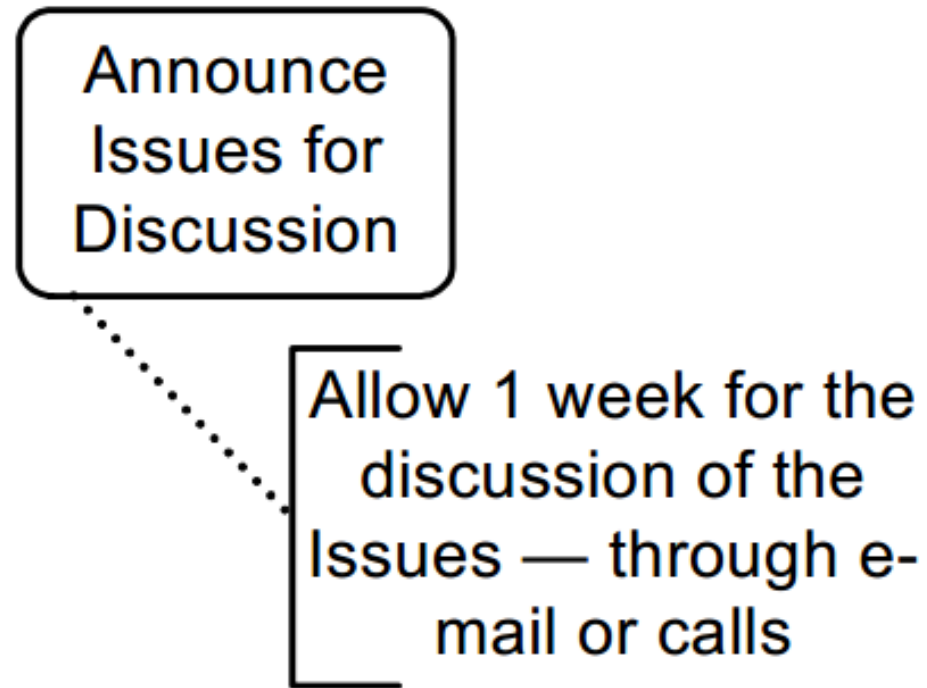 Announce
Issues for
Discussion
Allow 1 week for the
discussion of the
Issues — through e-
mail or calls